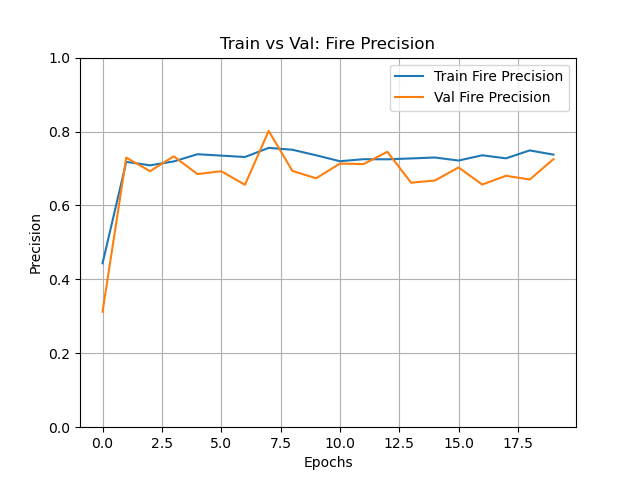 Train vs Val: Fire Precision
Train Fire Precision
Val Fire Precision
1.0
0.8
0.6
0.4
0.2
0.0
Precision
0.0 2.5 5.0 7.5 10.0 12.5 15.0 17.5
Epochs